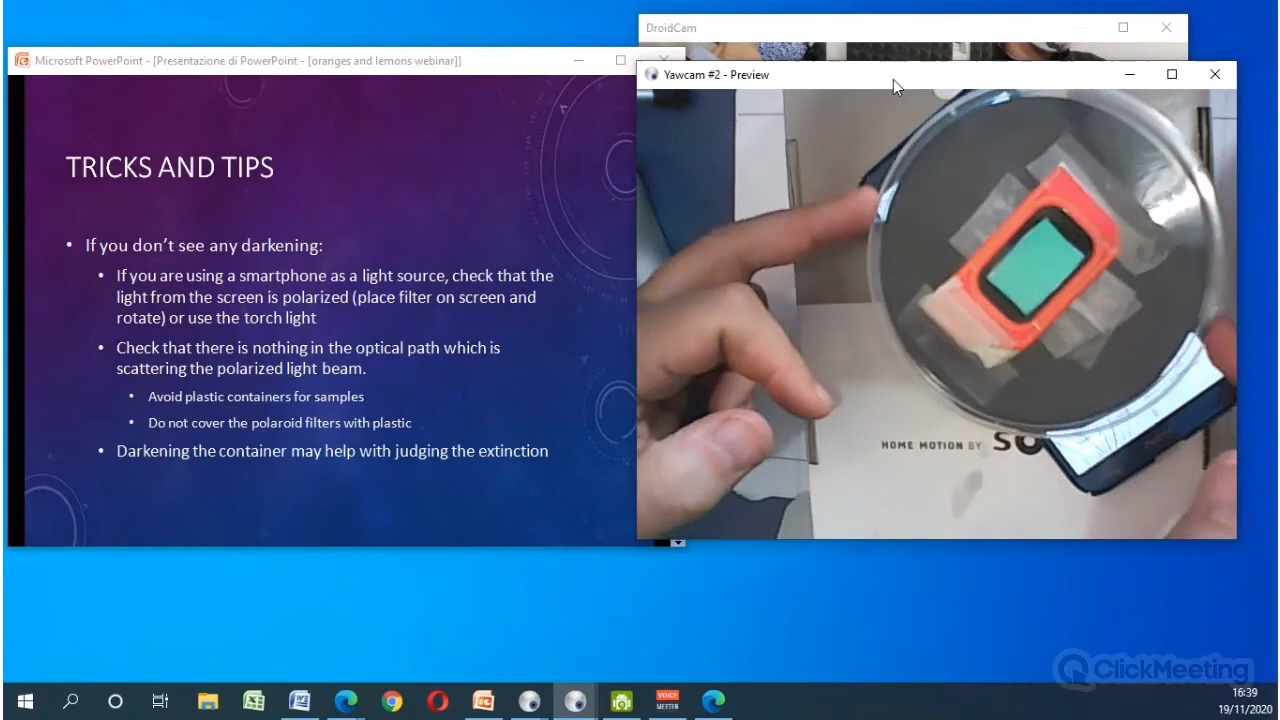 DroidCam
Microsoft PowerPoint - [Presentazione di PowerPoint - [oranges and lemons webinar]]
Yawcam #2 - Preview
TRICKS AND TIPS
• If you don't see any darkening:
• If you are using a smartphone as a light source, check that the
light from the screen is polarized (place filter on screen and
rotate) or use the torch light
• Check that there is nothing in the optical path which is
scattering the polarized light beam.
• Avoid plastic containers for samples
• Do not cover the polaroid filters with plastic
• Darkening the container may help with judging the extinction
HOME MOTION BY
ClickMeeting
VOICE
MEETER
16:39
19/11/2020